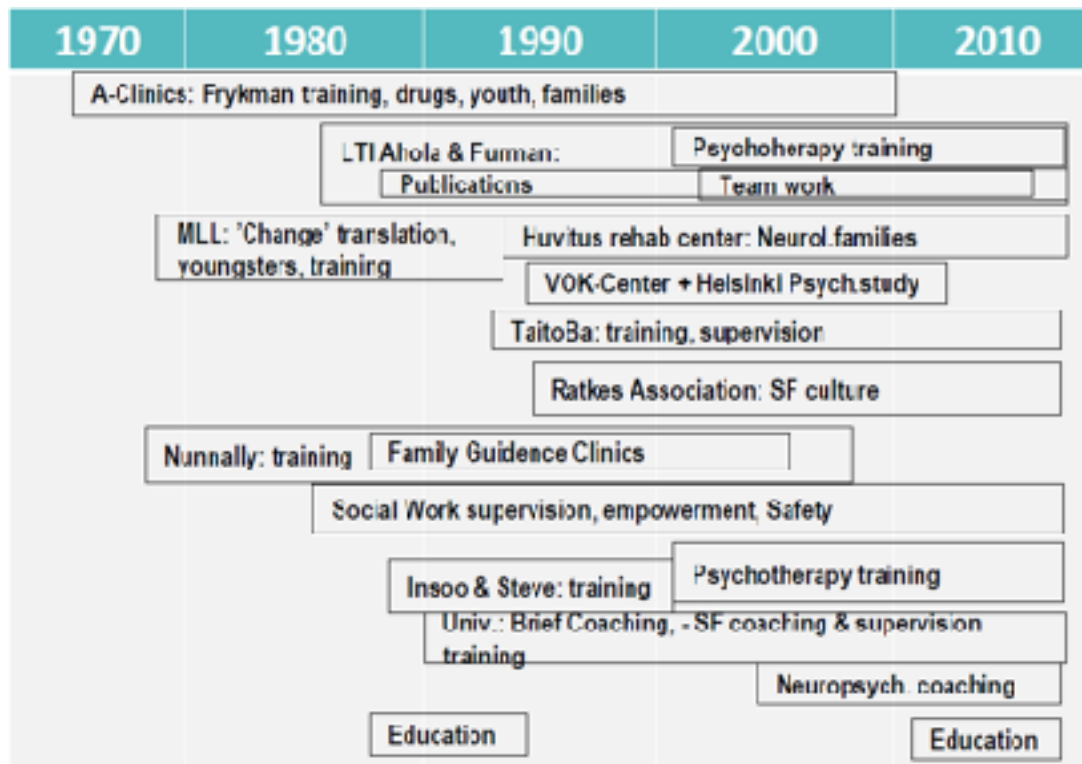 1970 1980 1990 2000 2010
A-Clinics: Frykman training, drugs, youth, families
LTI Ahola & Furman:
Psychoherapy training
Publications
Team work
MLL: 'Change' translation,
youngsters, training
Huvitus rehab center: Neurol.families
VOK-Center + Helsinki Psych.study
TaitoBa: training, supervision
Ratkes Association: SF culture
Nunnally: training
Family Guidence Clinics
Social Work supervision, empowerment, Safety
Insoo & Steve: training
Psychotherapy training
Univ.: Brief Coaching, - SF coaching & supervision
training
Neuropsych. coaching
Education
Education